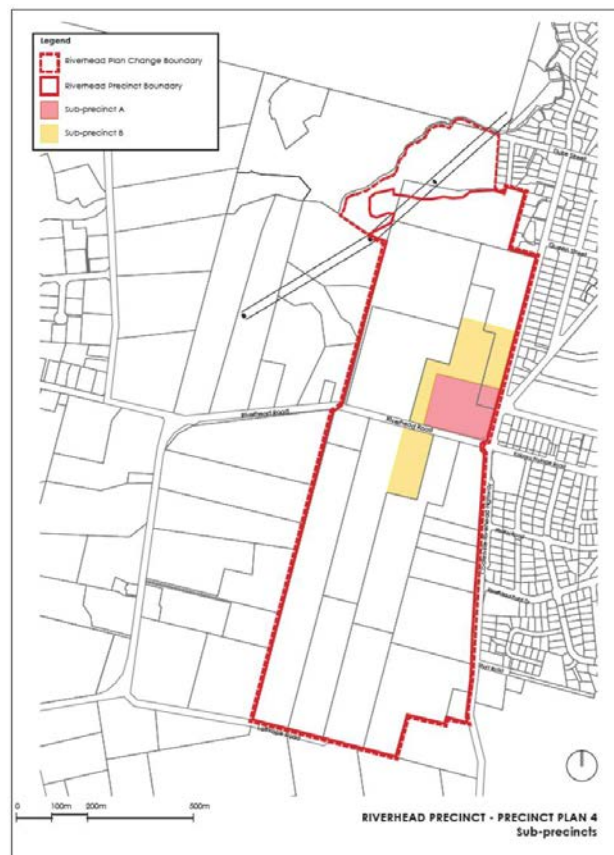 Legend
Riverhead Plan Change Boundary
Riverhead Precinct Boundary
Sub-precinct A
Sub-precinct B
Duke Street
Queen Street
Riverhead Road
Riverhead Road
0 100m 200m 500m
RIVERHEAD PRECINCT - PRECINCT PLAN 4
Sub-precincts